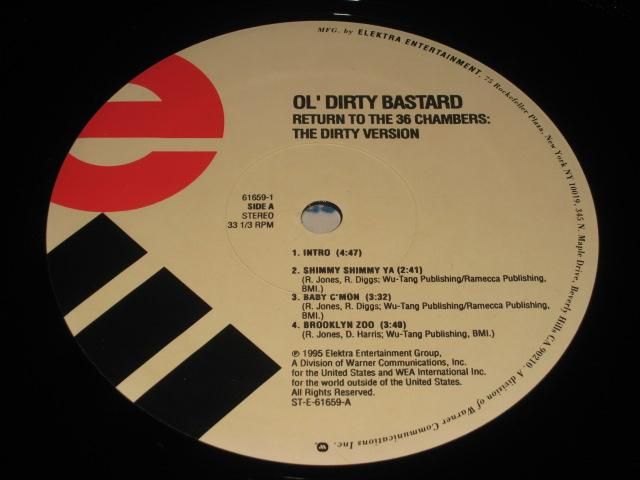 MFG. by ELEKTRA ENTERTAINMENT, 75 Rockefeller Plaza, New York NY 10019, 345 N. Maple Drive, Beverly Hills CA 90210 · A division of Warner Communications Inc.
e
OL' DIRTY BASTARD
RETURN TO THE 36 CHAMBERS:
THE DIRTY VERSION
61659-1
SIDE A
STEREO
33 1/3 RPM
1. INTRO (4:47)
2. SHIMMY SHIMMY YA (2:41)
(R. Jones, R. Diggs; Wu-Tang Publishing/Ramecca Publishing,
BMI.)
3. BABY C'MON (3:32)
(R. Jones, R. Diggs; Wu-Tang Publishing/Ramecca Publishing,
BMI.)
4. BROOKLYN ZOO (3:48)
(R. Jones, D. Harris; Wu-Tang Publishing, BMI.)
℗ 1995 Elektra Entertainment Group,
A Division of Warner Communications, Inc.
for the United States and WEA International Inc.
for the world outside of the United States.
All Rights Reserved.
ST-E-61659-A